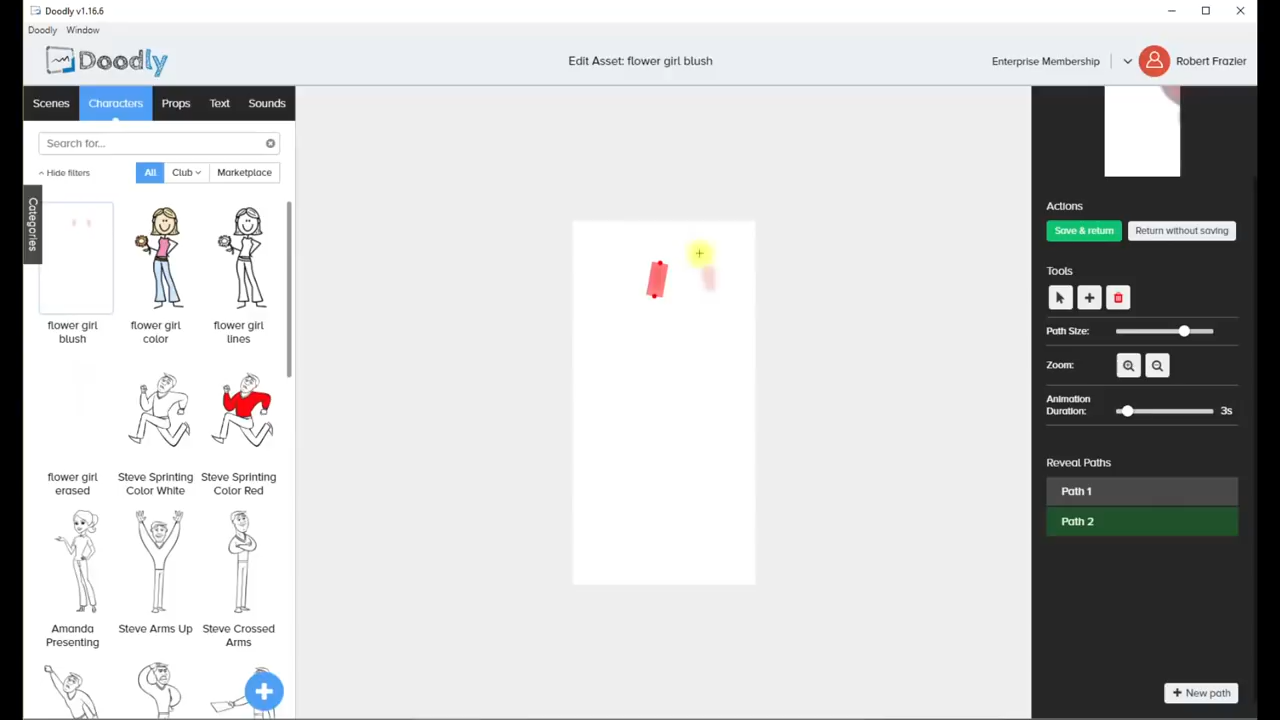 Doodly v1.16.6
Doodly Window
Doodly
Edit Asset: flower girl blush
Enterprise Membership
Robert Frazier
Scenes Characters Props Text Sounds
Search for...
Hide filters
All Club Marketplace
Categories
flower girl blush
flower girl color
flower girl lines
flower girl erased
Steve Sprinting Color White
Steve Sprinting Color Red
Amanda Presenting
Steve Arms Up
Steve Crossed Arms
Actions
Save & return Return without saving
Tools
Path Size:
Zoom:
Animation
Duration: 3s
Reveal Paths
Path 1
Path 2
New path